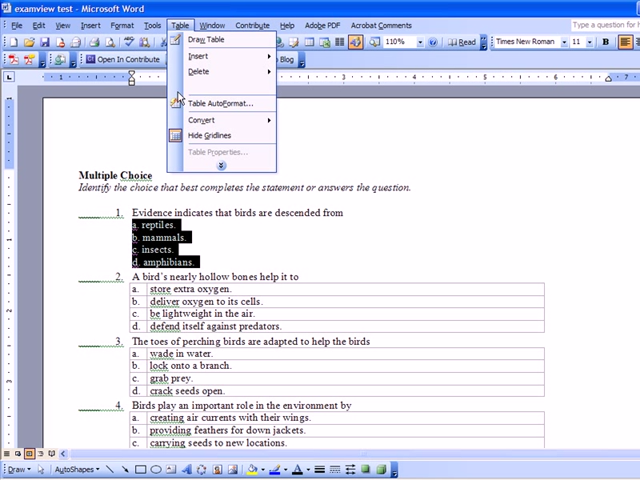 examview test - Microsoft Word
File Edit View Insert Format Tools Table Window Contribute Help Adobe PDF Acrobat Comments
Type a question for h
110% Read Times New Roman 12 B
Open In Contribute
Blog
Draw Table
Insert
Delete
Table AutoFormat...
Convert
Hide Gridlines
Table Properties...
Multiple Choice
Identify the choice that best completes the statement or answers the question.
1. Evidence indicates that birds are descended from
a. reptiles.
b. mammals.
c. insects.
d. amphibians.
2. A bird's nearly hollow bones help it to
a. store extra oxygen.
b. deliver oxygen to its cells.
c. be lightweight in the air.
d. defend itself against predators.
3. The toes of perching birds are adapted to help the birds
a. wade in water.
b. lock onto a branch.
c. grab prey.
d. crack seeds open.
4. Birds play an important role in the environment by
a. creating air currents with their wings.
b. providing feathers for down jackets.
c. carrying seeds to new locations.
Draw AutoShapes